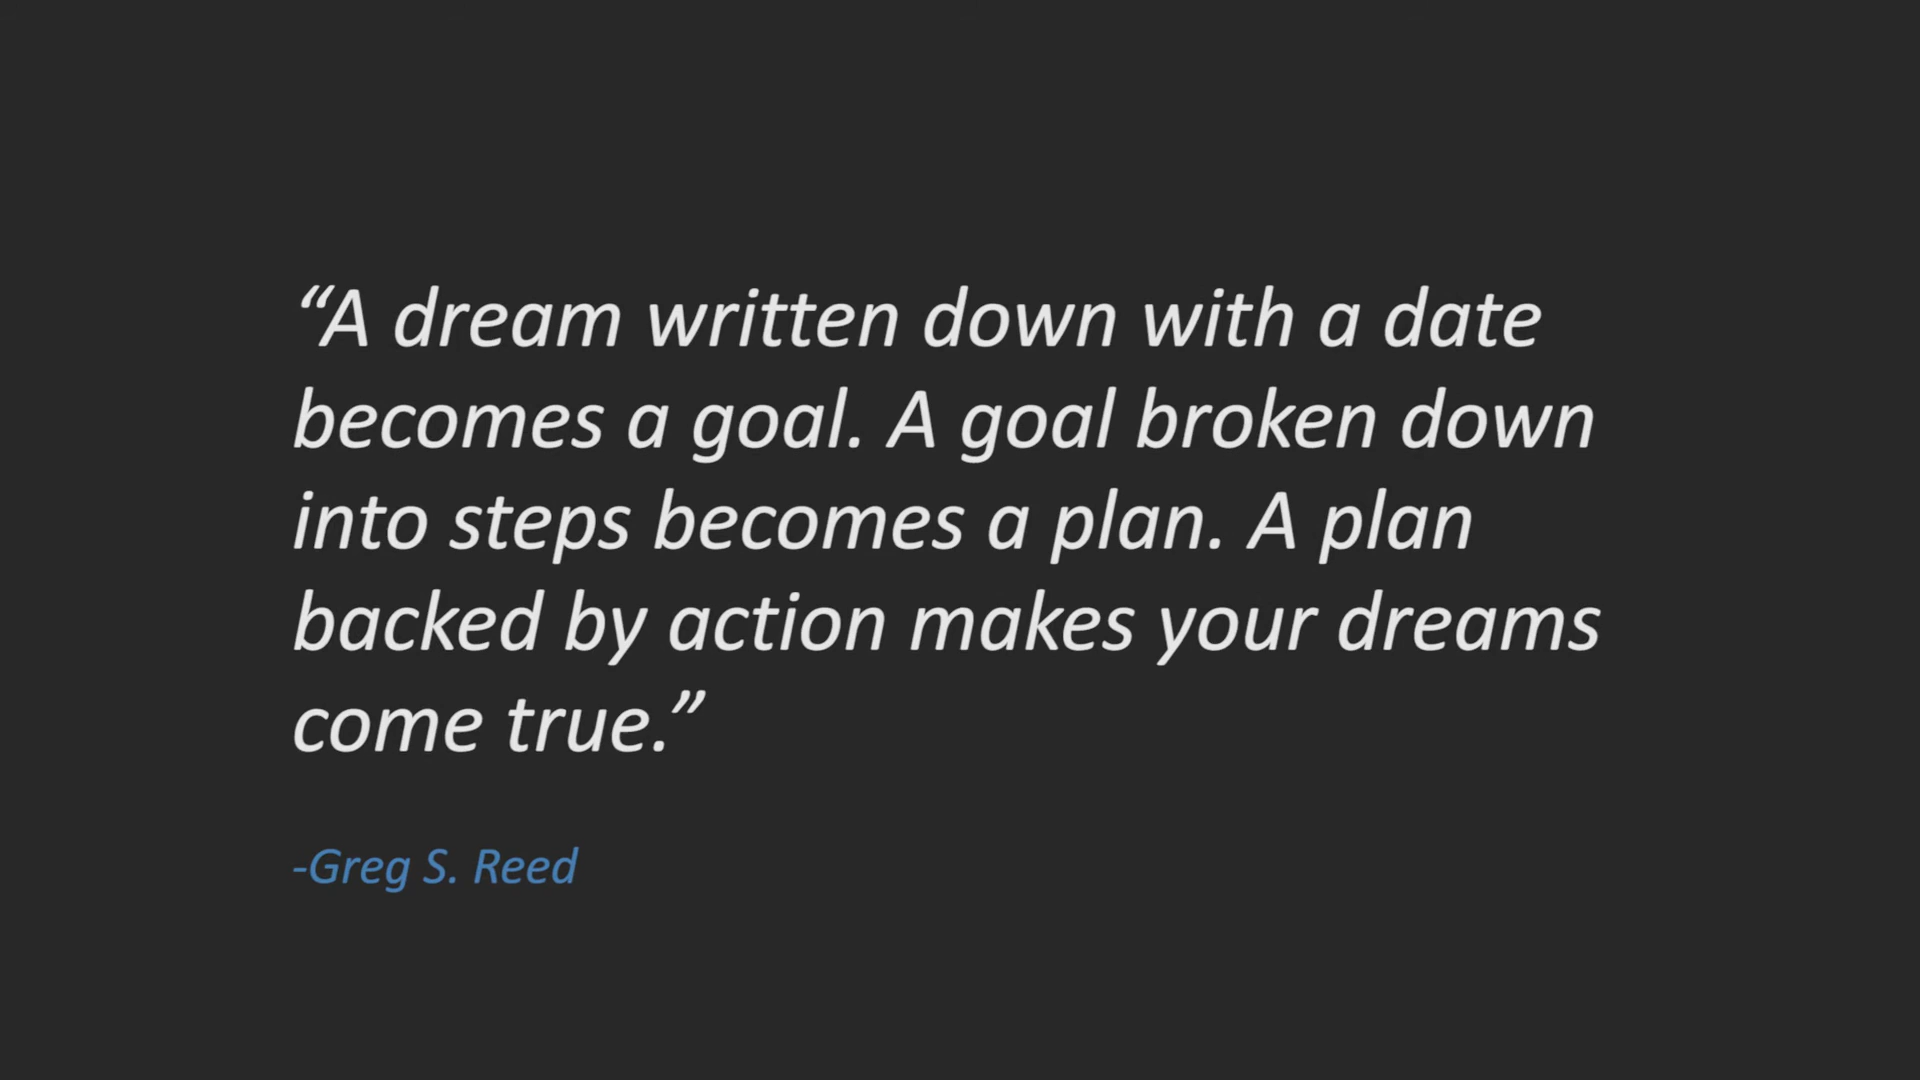 “A dream written down with a date
becomes a goal. A goal broken down
into steps becomes a plan. A plan
backed by action makes your dreams
come true.”
-Greg S. Reed